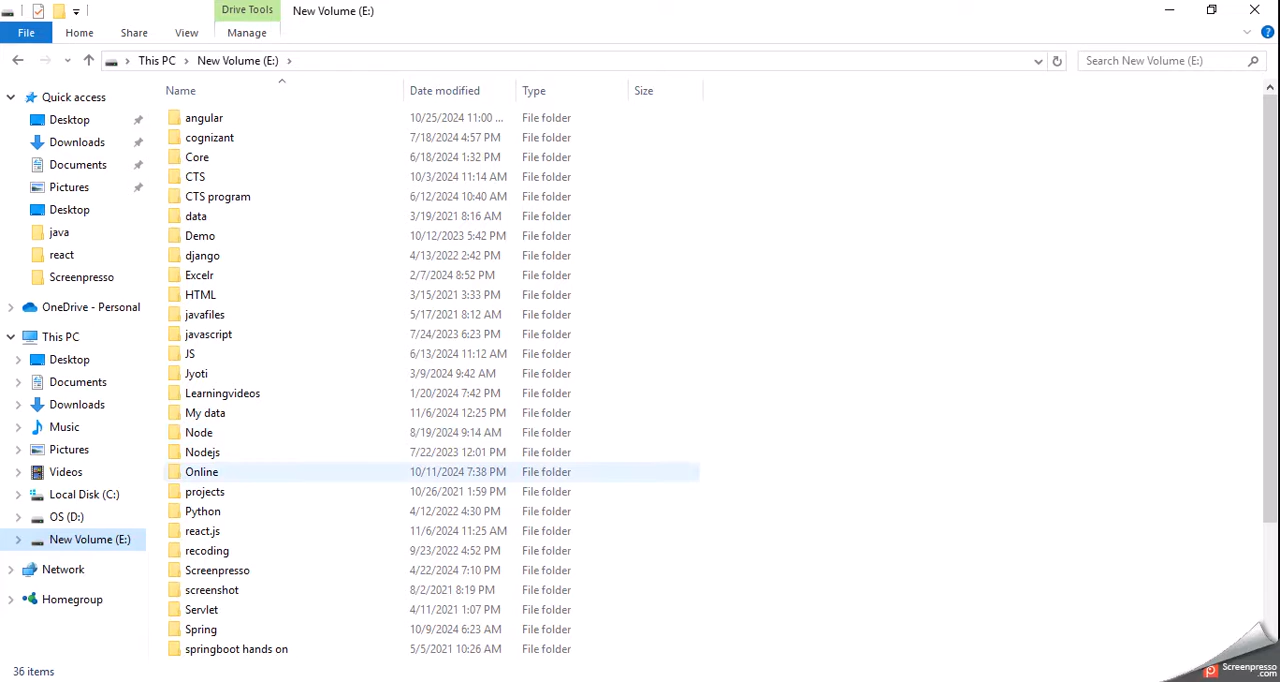 Drive Tools New Volume (E:)
File Home Share View Manage
This PC New Volume (E:) Search New Volume (E:)
Name Date modified Type Size
Quick access
Desktop
Downloads
Documents
Pictures
Desktop
java
react
Screenpresso
OneDrive - Personal
This PC
Desktop
Documents
Downloads
Music
Pictures
Videos
Local Disk (C:)
OS (D:)
New Volume (E:)
Network
Homegroup
angular 10/25/2024 11:00 ... File folder
cognizant 7/18/2024 4:57 PM File folder
Core 6/18/2024 1:32 PM File folder
CTS 10/3/2024 11:14 AM File folder
CTS program 6/12/2024 10:40 AM File folder
data 3/19/2021 8:16 AM File folder
Demo 10/12/2023 5:42 PM File folder
django 4/13/2022 2:42 PM File folder
Excelr 2/7/2024 8:52 PM File folder
HTML 3/15/2021 3:33 PM File folder
javafiles 5/17/2021 8:12 AM File folder
javascript 7/24/2023 6:23 PM File folder
JS 6/13/2024 11:12 AM File folder
Jyoti 3/9/2024 9:42 AM File folder
Learningvideos 1/20/2024 7:42 PM File folder
My data 11/6/2024 12:25 PM File folder
Node 8/19/2024 9:14 AM File folder
Nodejs 7/22/2023 12:01 PM File folder
Online 10/11/2024 7:38 PM File folder
projects 10/26/2021 1:59 PM File folder
Python 4/12/2022 4:30 PM File folder
react.js 11/6/2024 11:25 AM File folder
recoding 9/23/2022 4:52 PM File folder
Screenpresso 4/22/2024 7:10 PM File folder
screenshot 8/2/2021 8:19 PM File folder
Servlet 4/11/2021 1:07 PM File folder
Spring 10/9/2024 6:23 AM File folder
springboot hands on 5/5/2021 10:26 AM File folder
36 items
Screenpresso
.com